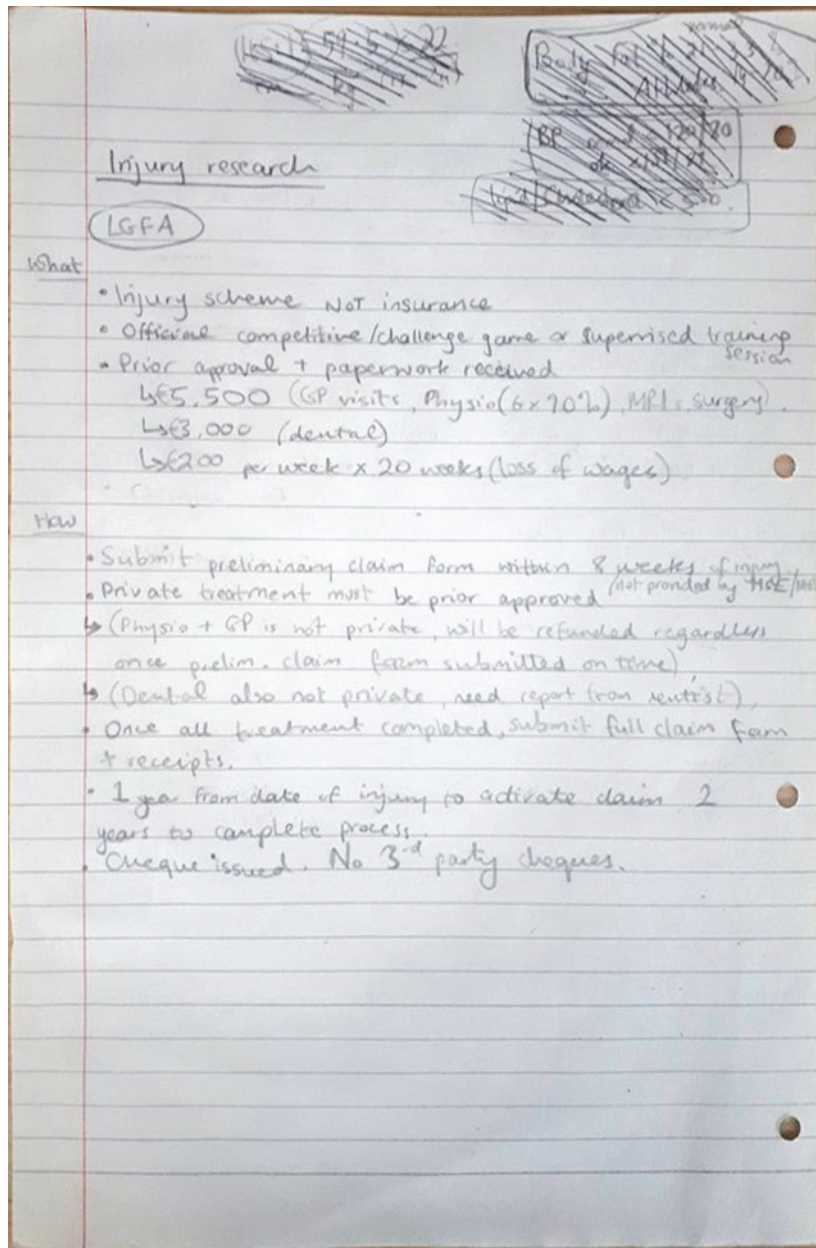 Injury research
LGFA
What
• Injury scheme NOT insurance
• Official competitive/challenge game or supervised training
session
• Prior approval + paperwork received
↳ €5,500 (GP visits, Physio (6x90%), MRIs, surgery).
↳ €3,000 (dental)
↳ €200 per week x 20 weeks (loss of wages)
How
• Submit preliminary claim form within 8 weeks of injury
• Private treatment must be prior approved (not provided by HSE/
↳ (Physio + GP is not private, will be refunded regardless
once prelim. claim form submitted on time),
↳ (Dental also not private, need report from dentist),
• Once all treatment completed, submit full claim form
+ receipts.
• 1 year from date of injury to activate claim 2
years to complete process.
• Cheque issued. No 3rd party cheques.